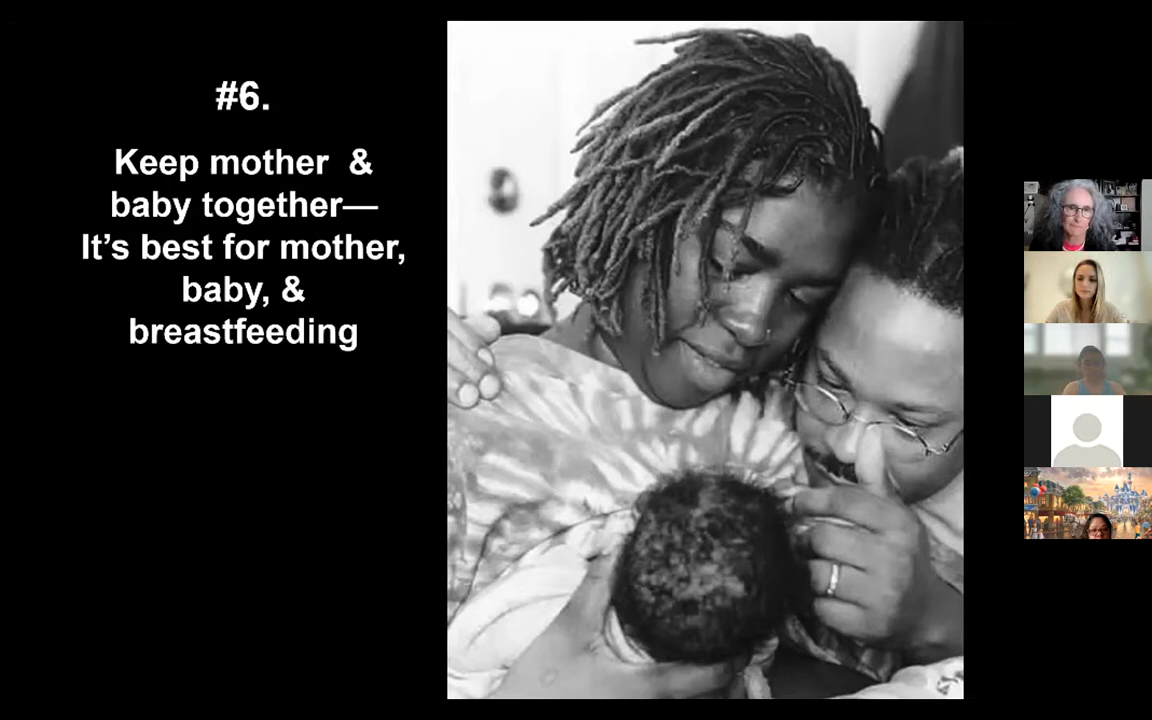 #6.
Keep mother & 
baby together—
It’s best for mother,
baby, &
breastfeeding